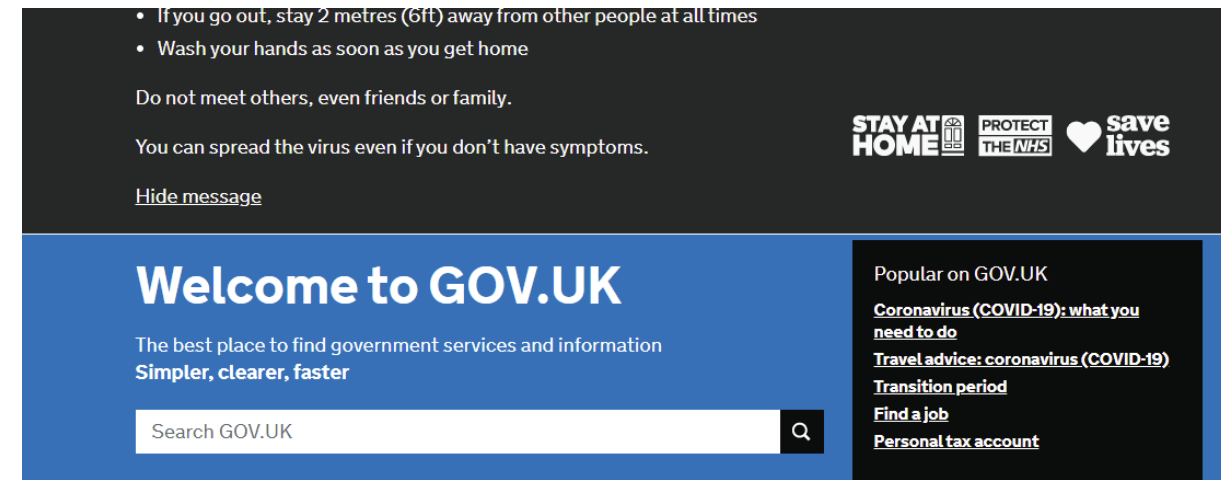 • If you go out, stay 2 metres (6ft) away from other people at all times
• Wash your hands as soon as you get home
Do not meet others, even friends or family.
You can spread the virus even if you don't have symptoms.
Hide message
STAY AT
HOME
PROTECT
THE NHS
save
lives
Welcome to GOV.UK
The best place to find government services and information
Simpler, clearer, faster
Search GOV.UK
Popular on GOV.UK
Coronavirus (COVID-19): what you
need to do
Travel advice: coronavirus (COVID-19)
Transition period
Find a job
Personal tax account